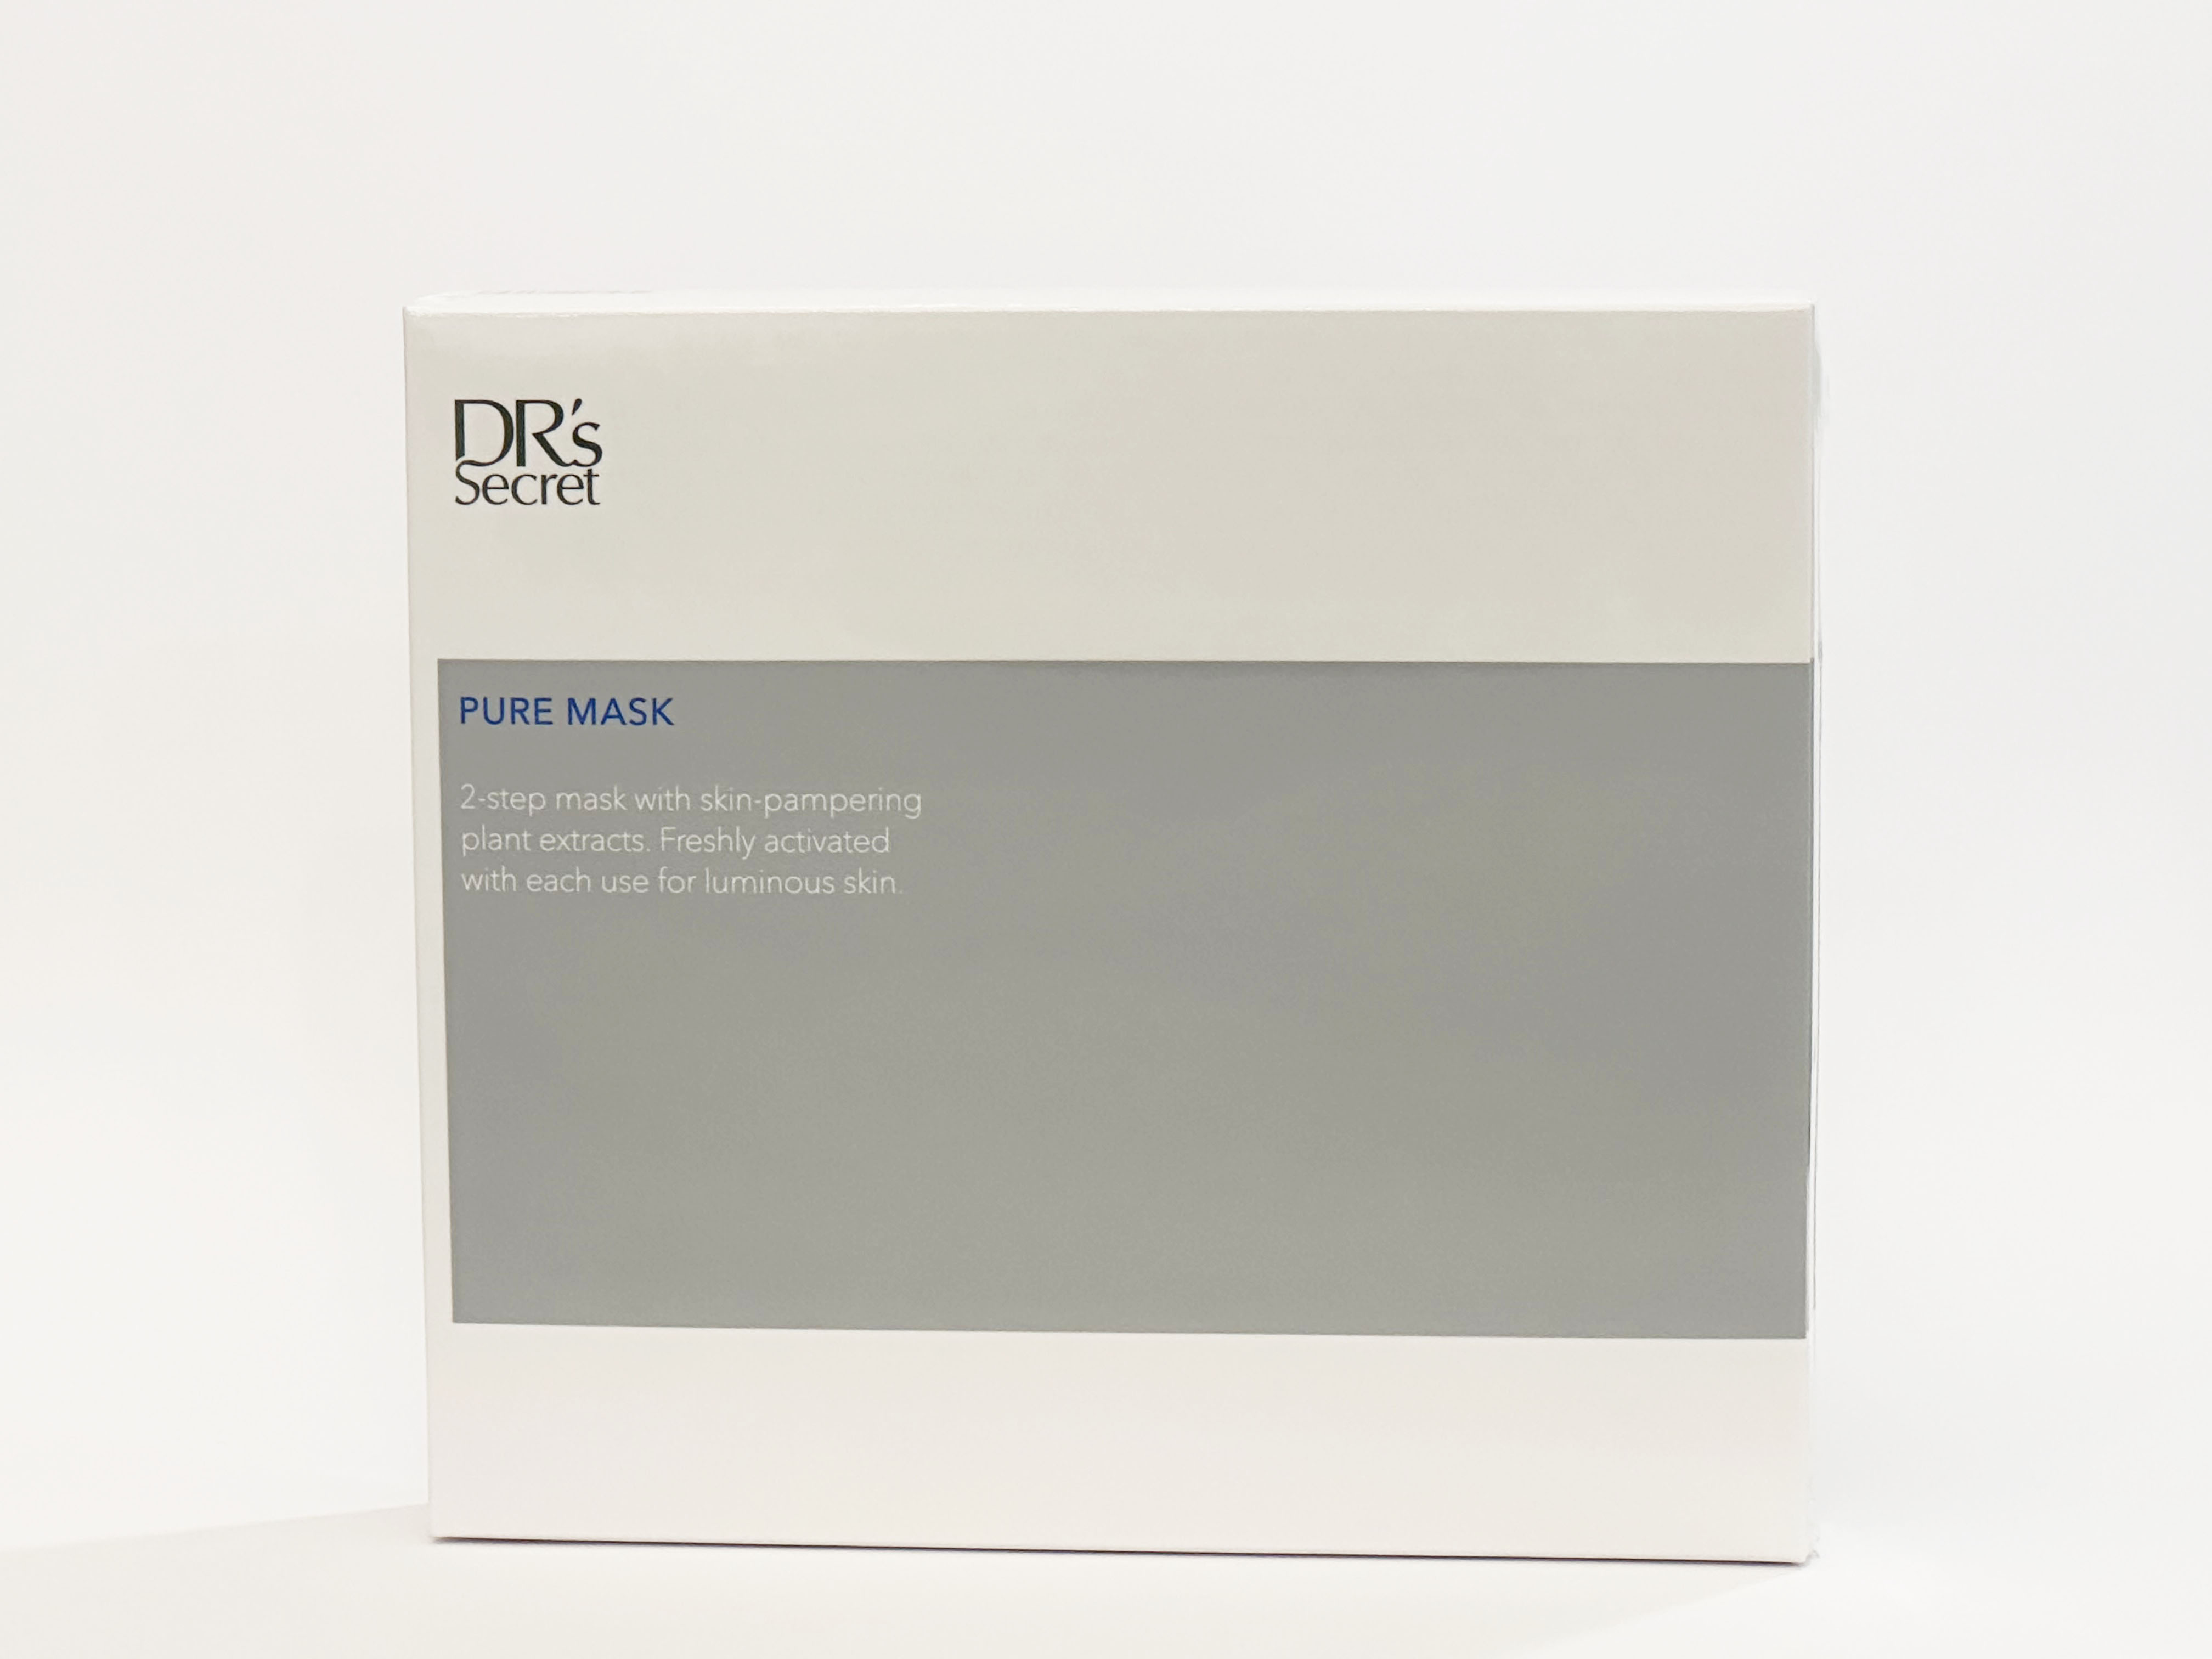 DR's
Secret
PURE MASK
2-step mask with skin-pampering
plant extracts. Freshly activated
with each use for luminous skin.